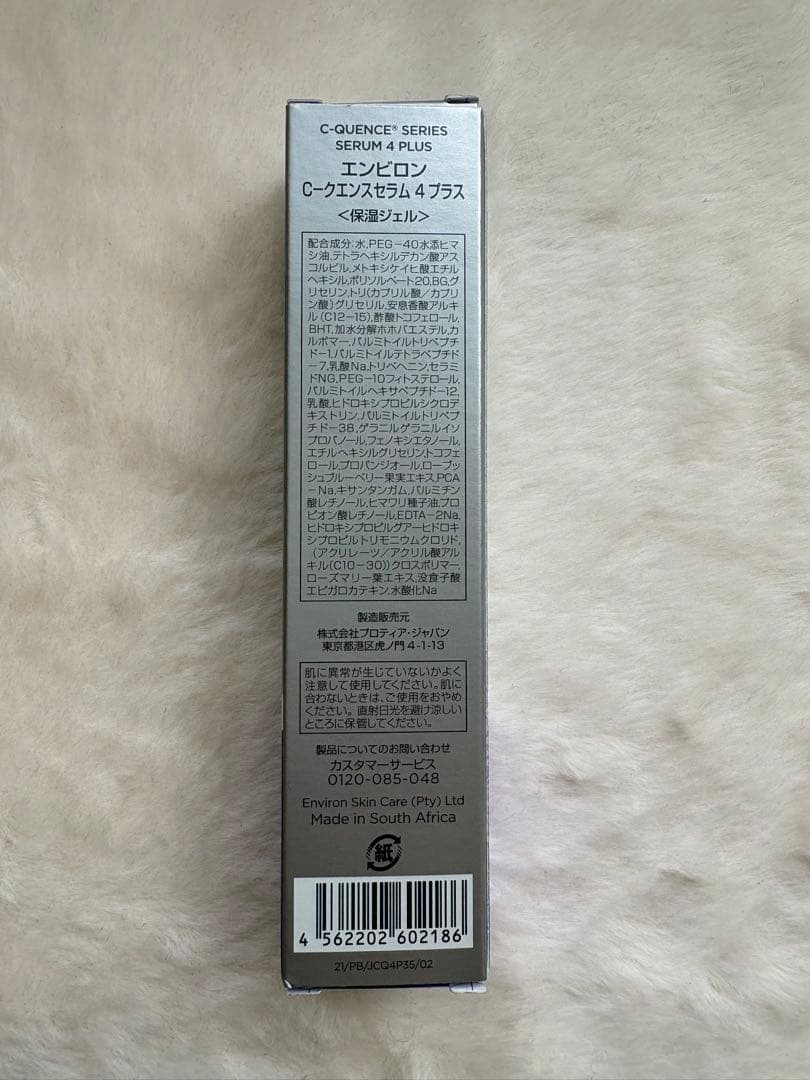 C-QUENCE® SERIES
SERUM 4 PLUS
エンビロン
Cークエンスセラム 4 プラス
＜保湿ジェル＞
配合成分:水,PEG－40水添ヒマ
シ油,テトラヘキシルデカン酸アス
コルビル,メトキシケイヒ酸エチル
ヘキシル,ポリソルベート20,BG,グ
リセリン,トリ(カプリル酸／カプリ
ン酸)グリセリル,安息香酸アルキ
ル(C12－15),酢酸トコフェロール,
BHT,加水分解ホホバエステル,カ
ルボマー,パルミトイルトリペプチ
ド－1,パルミトイルテトラペプチド
－7,乳酸Na,トリベヘニン,セラミ
ドNG,PEG－10フィトステロール,
パルミトイルヘキサペプチド－12,
乳酸,ヒドロキシプロピルシクロデ
キストリン,パルミトイルトリペプ
チド－38,ゲラニルゲラニルイソ
プロパノール,フェノキシエタノール,
エチルヘキシルグリセリン,トコフェ
ロール,プロパンジオール,ローブッ
シュブルーベリー果実エキス,PCA
－Na,キサンタンガム,パルミチン
酸レチノール,ヒマワリ種子油,プロ
ピオン酸レチノール,EDTA－2Na,
ヒドロキシプロピルグアーヒドロキ
シプロピルトリモニウムクロリド,
(アクリレーツ／アクリル酸アル
キル(C10－30))クロスポリマー,
ローズマリー葉エキス,没食子酸
エピガロカテキン,水酸化Na
製造販売元
株式会社プロティア・ジャパン
東京都港区虎ノ門 4-1-13
肌に異常が生じていないかよく
注意して使用してください。肌に
合わないときは、ご使用をおやめ
ください。直射日光を避け涼しい
ところに保管してください。
製品についてのお問い合わせ
カスタマーサービス
0120-085-048
Environ Skin Care (Pty) Ltd
Made in South Africa
紙
4 562202 602186
21/PB/JCQ4P35/02